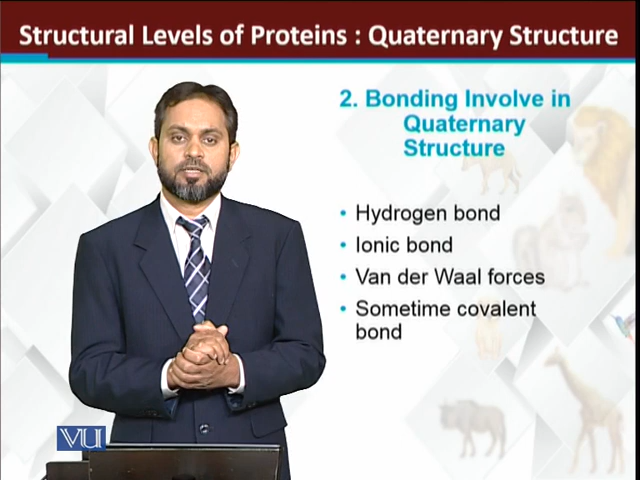 Structural Levels of Proteins : Quaternary Structure
2. Bonding Involve in
Quaternary
Structure
• Hydrogen bond
• Ionic bond
• Van der Waal forces
• Sometime covalent
bond
VU